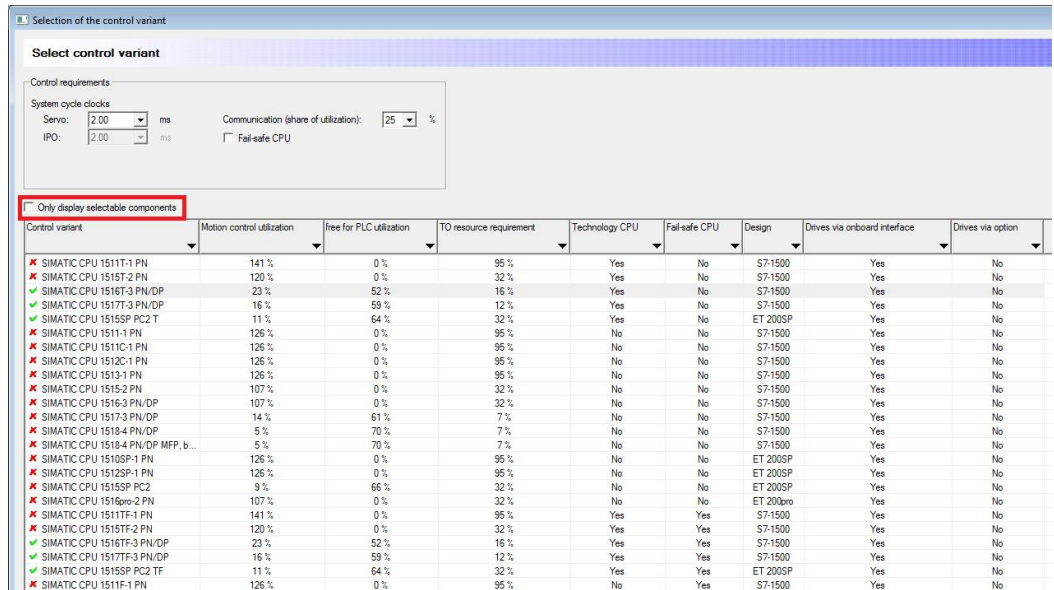 Selection of the control variant
Select control variant
Control requirements
System cycle clocks
Servo: 2.00 ms Communication (share of utilization): 25 %
IPO: 2.00 ms Fail-safe CPU
Only display selectable components
Control variant Motion control utilization free for PLC utilization TO resource requirement Technology CPU Fail-safe CPU Design Drives via onboard interface Drives via option
SIMATIC CPU 1511T-1 PN 141 % 0 % 95 % Yes No S7-1500 Yes No
SIMATIC CPU 1515T-2 PN 120 % 0 % 32 % Yes No S7-1500 Yes No
SIMATIC CPU 1516T-3 PN/DP 23 % 52 % 16 % Yes No S7-1500 Yes No
SIMATIC CPU 1517T-3 PN/DP 16 % 59 % 12 % Yes No S7-1500 Yes No
SIMATIC CPU 1515SP PC2 T 11 % 64 % 32 % Yes No ET 200SP Yes No
SIMATIC CPU 1511-1 PN 126 % 0 % 95 % No No S7-1500 Yes No
SIMATIC CPU 1511C-1 PN 126 % 0 % 95 % No No S7-1500 Yes No
SIMATIC CPU 1512C-1 PN 126 % 0 % 95 % No No S7-1500 Yes No
SIMATIC CPU 1513-1 PN 126 % 0 % 95 % No No S7-1500 Yes No
SIMATIC CPU 1515-2 PN 107 % 0 % 32 % No No S7-1500 Yes No
SIMATIC CPU 1516-3 PN/DP 107 % 0 % 32 % No No S7-1500 Yes No
SIMATIC CPU 1517-3 PN/DP 14 % 61 % 7 % No No S7-1500 Yes No
SIMATIC CPU 1518-4 PN/DP 5 % 70 % 7 % No No S7-1500 Yes No
SIMATIC CPU 1518-4 PN/DP MFP, b... 5 % 70 % 7 % No No S7-1500 Yes No
SIMATIC CPU 1510SP-1 PN 126 % 0 % 95 % No No ET 200SP Yes No
SIMATIC CPU 1512SP-1 PN 126 % 0 % 95 % No No ET 200SP Yes No
SIMATIC CPU 1515SP PC2 9 % 66 % 32 % No No ET 200SP Yes No
SIMATIC CPU 1516pro-2 PN 107 % 0 % 32 % No No ET 200pro Yes No
SIMATIC CPU 1511TF-1 PN 141 % 0 % 95 % Yes Yes S7-1500 Yes No
SIMATIC CPU 1515TF-2 PN 120 % 0 % 32 % Yes Yes S7-1500 Yes No
SIMATIC CPU 1516TF-3 PN/DP 23 % 52 % 16 % Yes Yes S7-1500 Yes No
SIMATIC CPU 1517TF-3 PN/DP 16 % 59 % 12 % Yes Yes S7-1500 Yes No
SIMATIC CPU 1515SP PC2 TF 11 % 64 % 32 % Yes Yes ET 200SP Yes No
SIMATIC CPU 1511F-1 PN 126 % 0 % 95 % No Yes S7-1500 Yes No